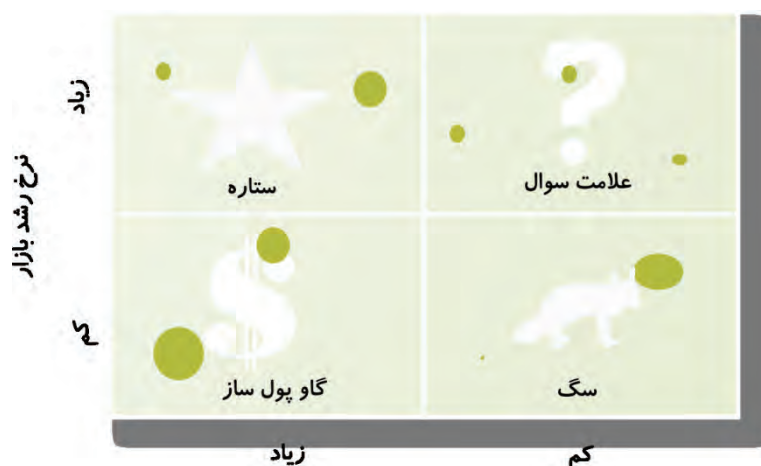 زیاد
علامت سوال
ستاره
نرخ رشد بازار
کم
سگ
گاو پول ساز
کم
زیاد